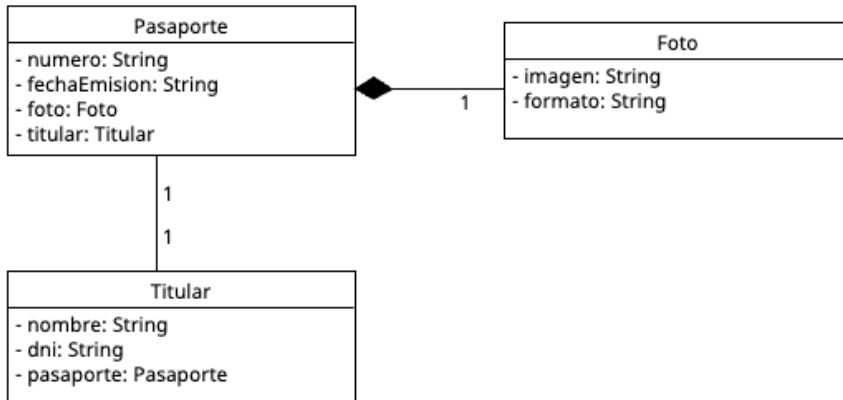 Pasaporte
- numero: String
- fechaEmision: String
- foto: Foto
- titular: Titular
Foto
- imagen: String
- formato: String
1
1
1
Titular
- nombre: String
- dni: String
- pasaporte: Pasaporte